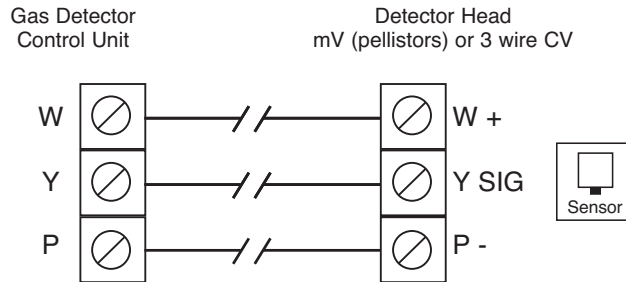 Gas Detector
Control Unit
Detector Head
mV (pellistors) or 3 wire CV
W W +
Y Y SIG
P P -
Sensor